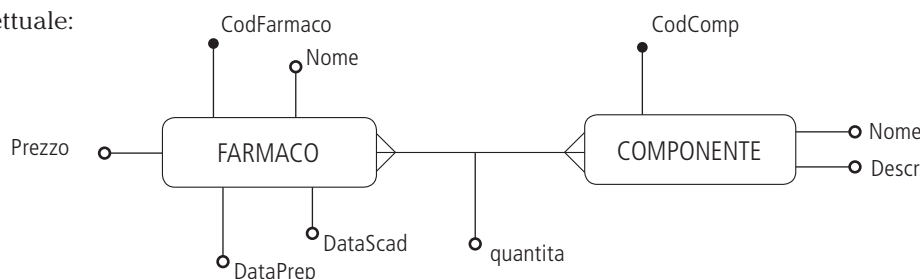 ettuale:
CodFarmaco
CodComp
Nome
Prezzo
FARMACO
COMPONENTE
Nome
Descr
DataScad
quantita
DataPrep